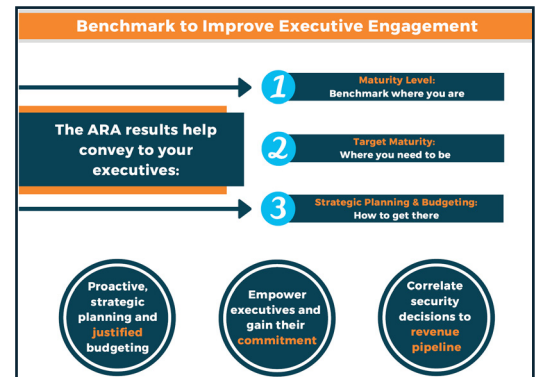 Benchmark to Improve Executive Engagement
The ARA results help
convey to your
executives:
1
Maturity Level:
Benchmark where you are
2
Target Maturity:
Where you need to be
3
Strategic Planning & Budgeting:
How to get there
Proactive,
strategic
planning and
justified
budgeting
Empower
executives and
gain their
commitment
Correlate
security
decisions to
revenue
pipeline